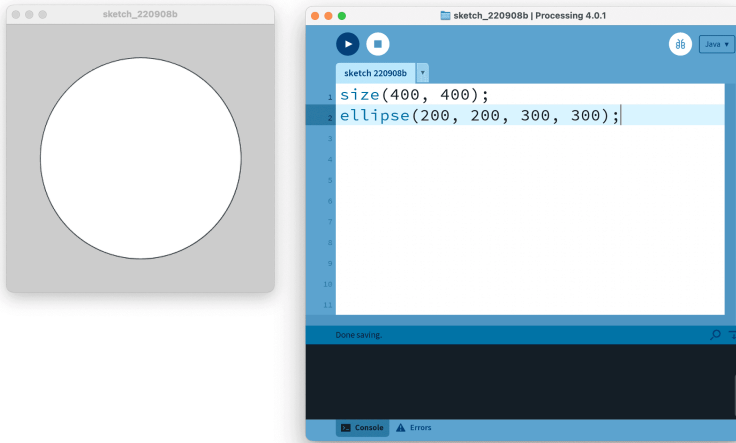 sketch_220908b
sketch_220908b | Processing 4.0.1
Java ▾
sketch 220908b ▾
1 size(400, 400);
2 ellipse(200, 200, 300, 300);
3
4
5
6
7
8
9
10
11
Done saving.
Console Errors